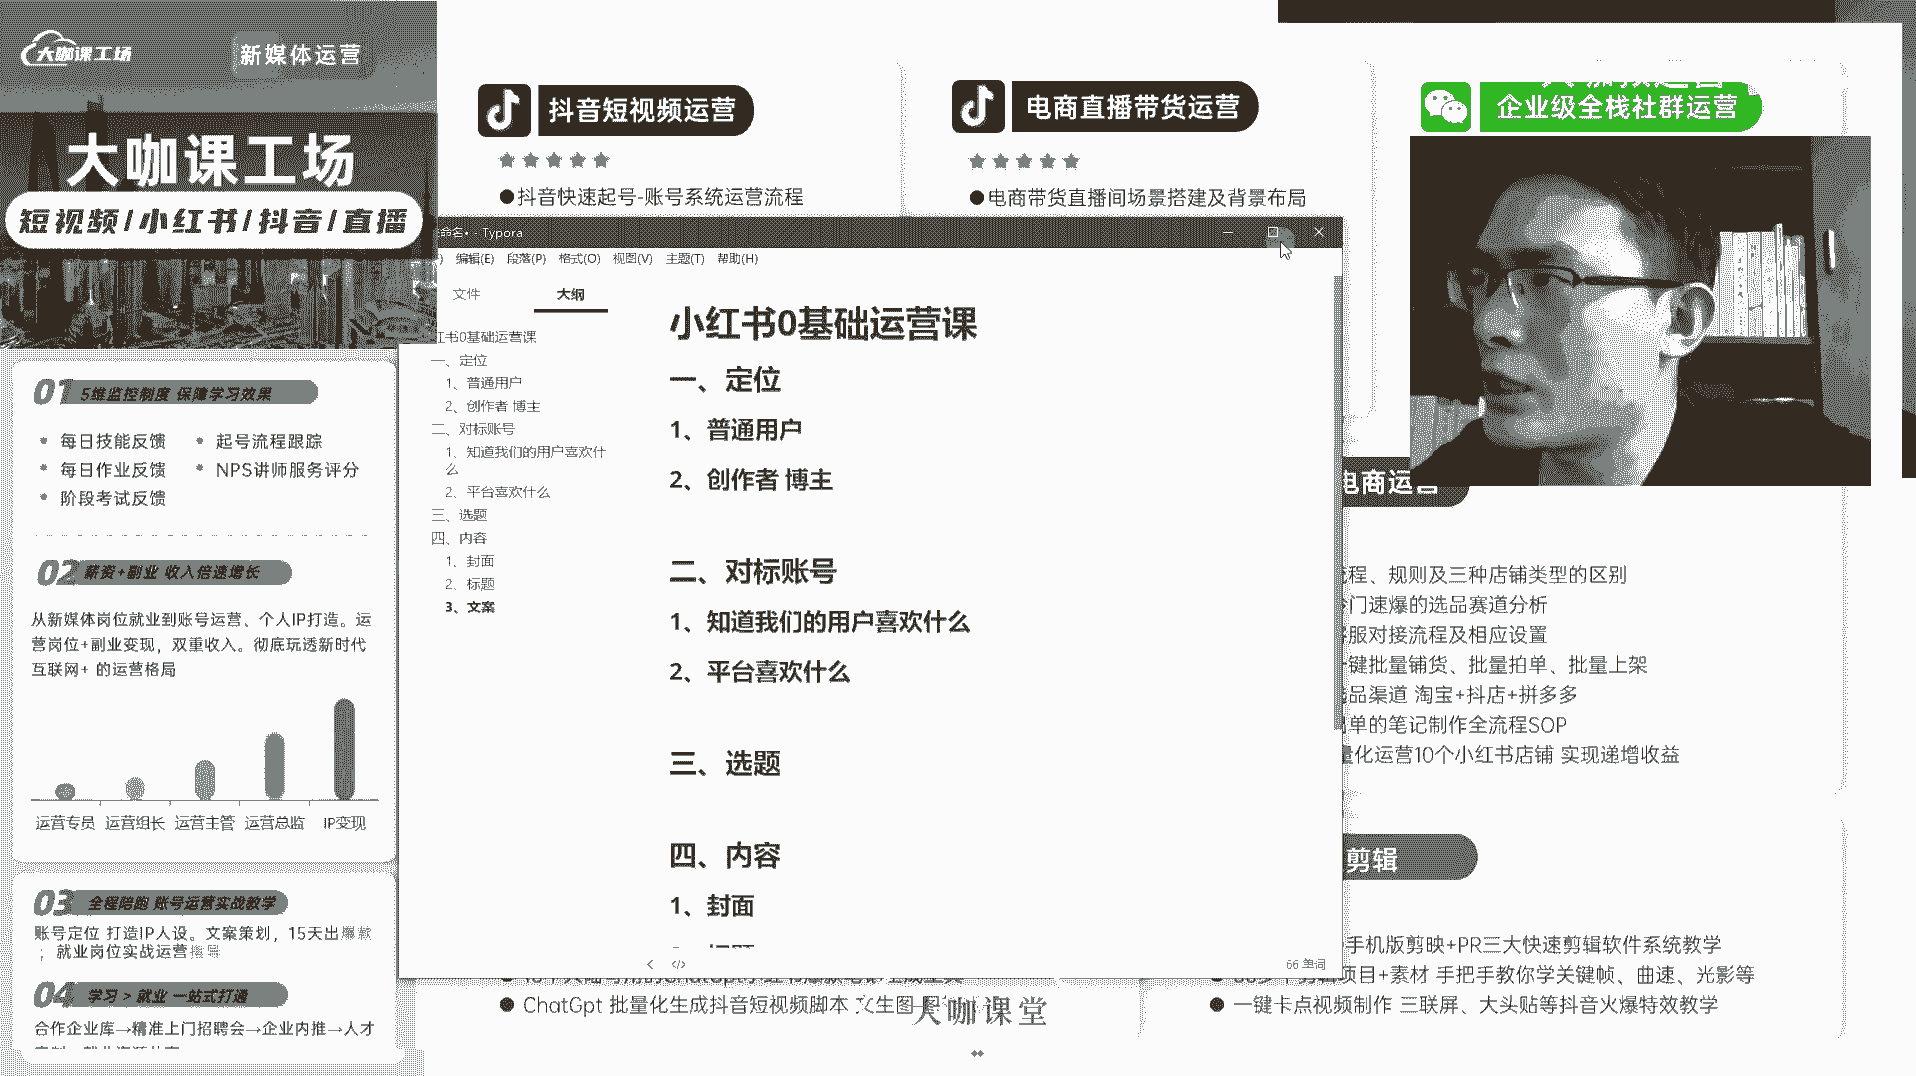 大咖课工场
新媒体运营
大咖课工场
短视频/小红书/抖音/直播
01 5维监控制度 保障学习效果
每日技能反馈
起号流程跟踪
每日作业反馈
NPS讲师服务评分
阶段考试反馈
02 薪资+副业 收入倍速增长
从新媒体岗位就业到账号运营、个人IP打造。运
营岗位+副业变现，双重收入。彻底玩透新时代
互联网+ 的运营格局
运营专员 运营组长 运营主管 运营总监 IP变现
03 全程陪跑 账号运营实战教学
账号定位 打造IP人设。文案策划，15天出爆款
；就业岗位实战运营
04 学习 > 就业 一站式打通
合作企业库→精准上门招聘会→企业内推→人才
抖音短视频运营
●抖音快速起号-账号系统运营流程
电商直播带货运营
●电商带货直播间场景搭建及背景布局
企业级全栈社群运营
命名• - Typora
编辑(E) 段落(P) 格式(O) 视图(V) 主题(T) 帮助(H)
文件 大纲
红书0基础运营课
一、定位
1、普通用户
2、创作者 博主
二、对标账号
1、知道我们的用户喜欢什
么
2、平台喜欢什么
三、选题
四、内容
1、封面
2、标题
3、文案
小红书0基础运营课
一、定位
1、普通用户
2、创作者 博主
二、对标账号
1、知道我们的用户喜欢什么
2、平台喜欢什么
三、选题
四、内容
1、封面
66 单词
电商运营
程、规则及三种店铺类型的区别
门速爆的选品赛道分析
服对接流程及相应设置
键批量铺货、批量拍单、批量上架
品渠道 淘宝+抖店+拼多多
单的笔记制作全流程SOP
量化运营10个小红书店铺 实现递增收益
剪辑
手机版剪映+PR三大快速剪辑软件系统教学
项目+素材 手把手教你学关键帧、曲速、光影等
● 一键卡点视频制作 三联屏、大头贴等抖音火爆特效教学
● ChatGpt 批量化生成抖音短视频脚本 文生图
大咖课堂